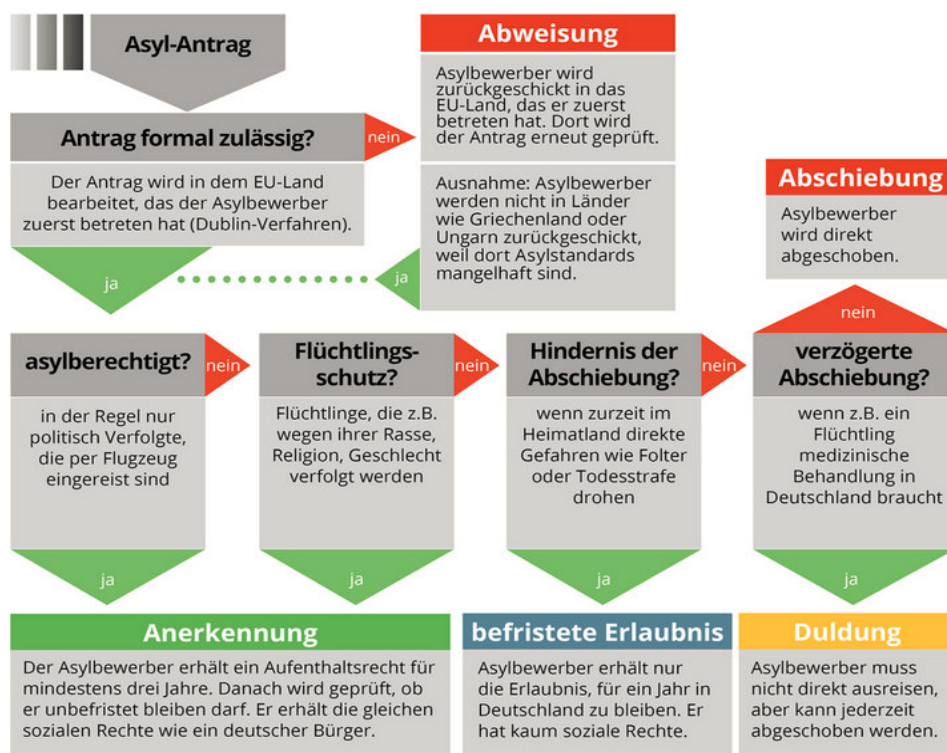 Asyl-Antrag
Antrag formal zulässig?
nein
Der Antrag wird in dem EU-Land
bearbeitet, das der Asylbewerber
zuerst betreten hat (Dublin-Verfahren).
ja
Abweisung
Asylbewerber wird
zurückgeschickt in das
EU-Land, das er zuerst
betreten hat. Dort wird
der Antrag erneut geprüft.
Ausnahme: Asylbewerber
werden nicht in Länder
wie Griechenland oder
Ungarn zurückgeschickt,
weil dort Asylstandards
mangelhaft sind.
ja
asylberechtigt?
nein
in der Regel nur
politisch Verfolgte,
die per Flugzeug
eingereist sind
ja
Flüchtlings-
schutz?
nein
Flüchtlinge, die z.B.
wegen ihrer Rasse,
Religion, Geschlecht
verfolgt werden
ja
Hindernis der
Abschiebung?
nein
wenn zurzeit im
Heimatland direkte
Gefahren wie Folter
oder Todesstrafe
drohen
ja
Abschiebung
Asylbewerber
wird direkt
abgeschoben.
nein
verzögerte
Abschiebung?
wenn z.B. ein
Flüchtling
medizinische
Behandlung in
Deutschland braucht
ja
Anerkennung
Der Asylbewerber erhält ein Aufenthaltsrecht für
mindestens drei Jahre. Danach wird geprüft, ob
er unbefristet bleiben darf. Er erhält die gleichen
sozialen Rechte wie ein deutscher Bürger.
befristete Erlaubnis
Asylbewerber erhält nur
die Erlaubnis, für ein Jahr in
Deutschland zu bleiben. Er
hat kaum soziale Rechte.
Duldung
Asylbewerber muss
nicht direkt ausreisen,
aber kann jederzeit
abgeschoben werden.